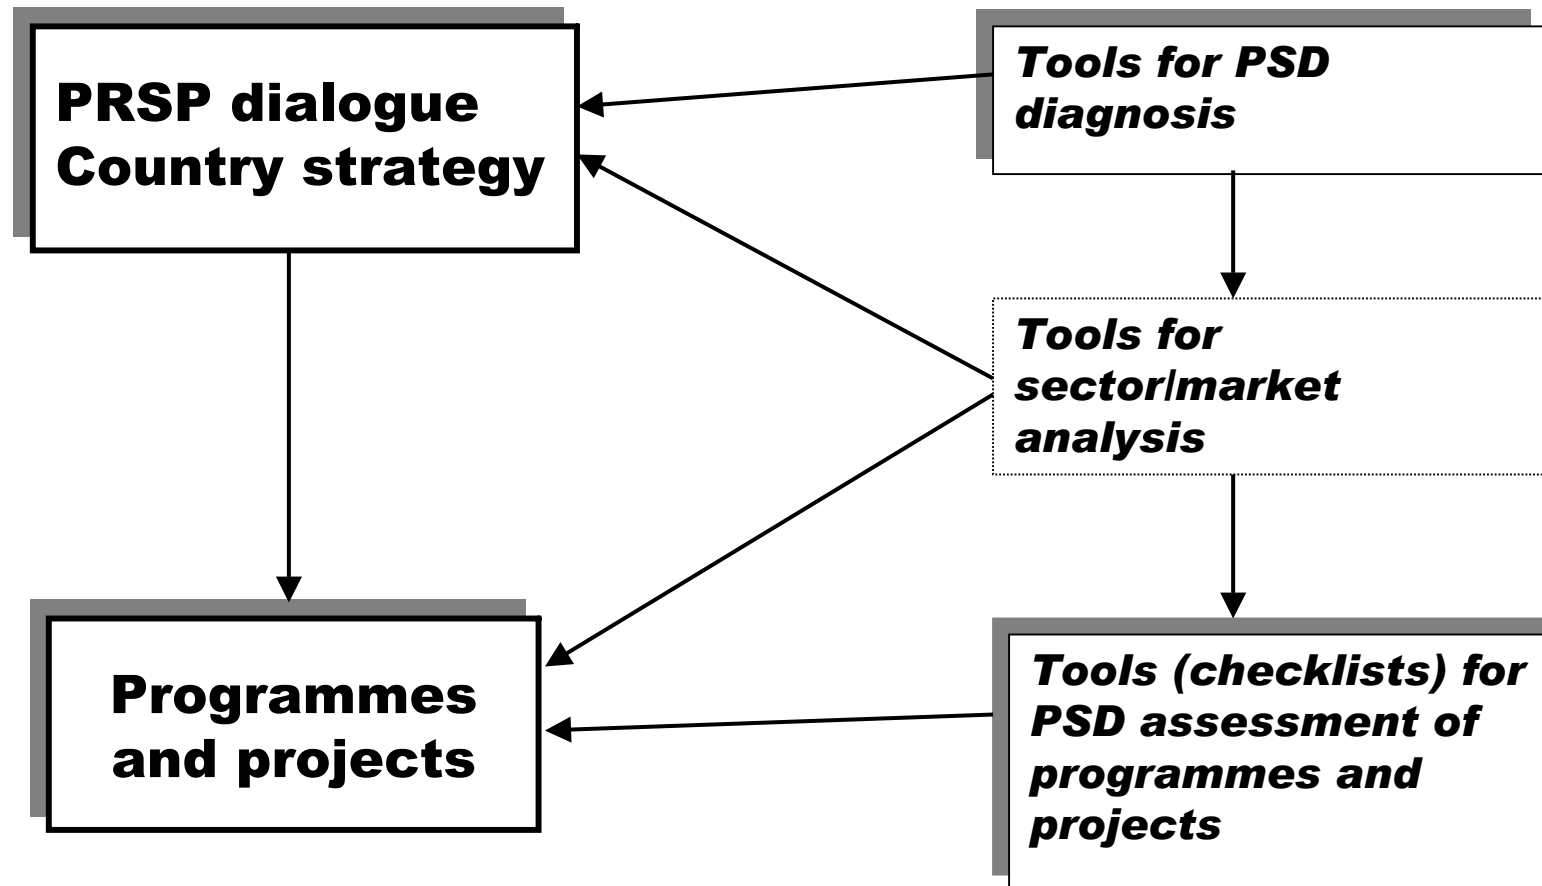 PRSP dialogue
Country strategy
Tools for PSD
diagnosis
Tools for
sector/market
analysis
Programmes
and projects
Tools (checklists) for
PSD assessment of
programmes and
projects